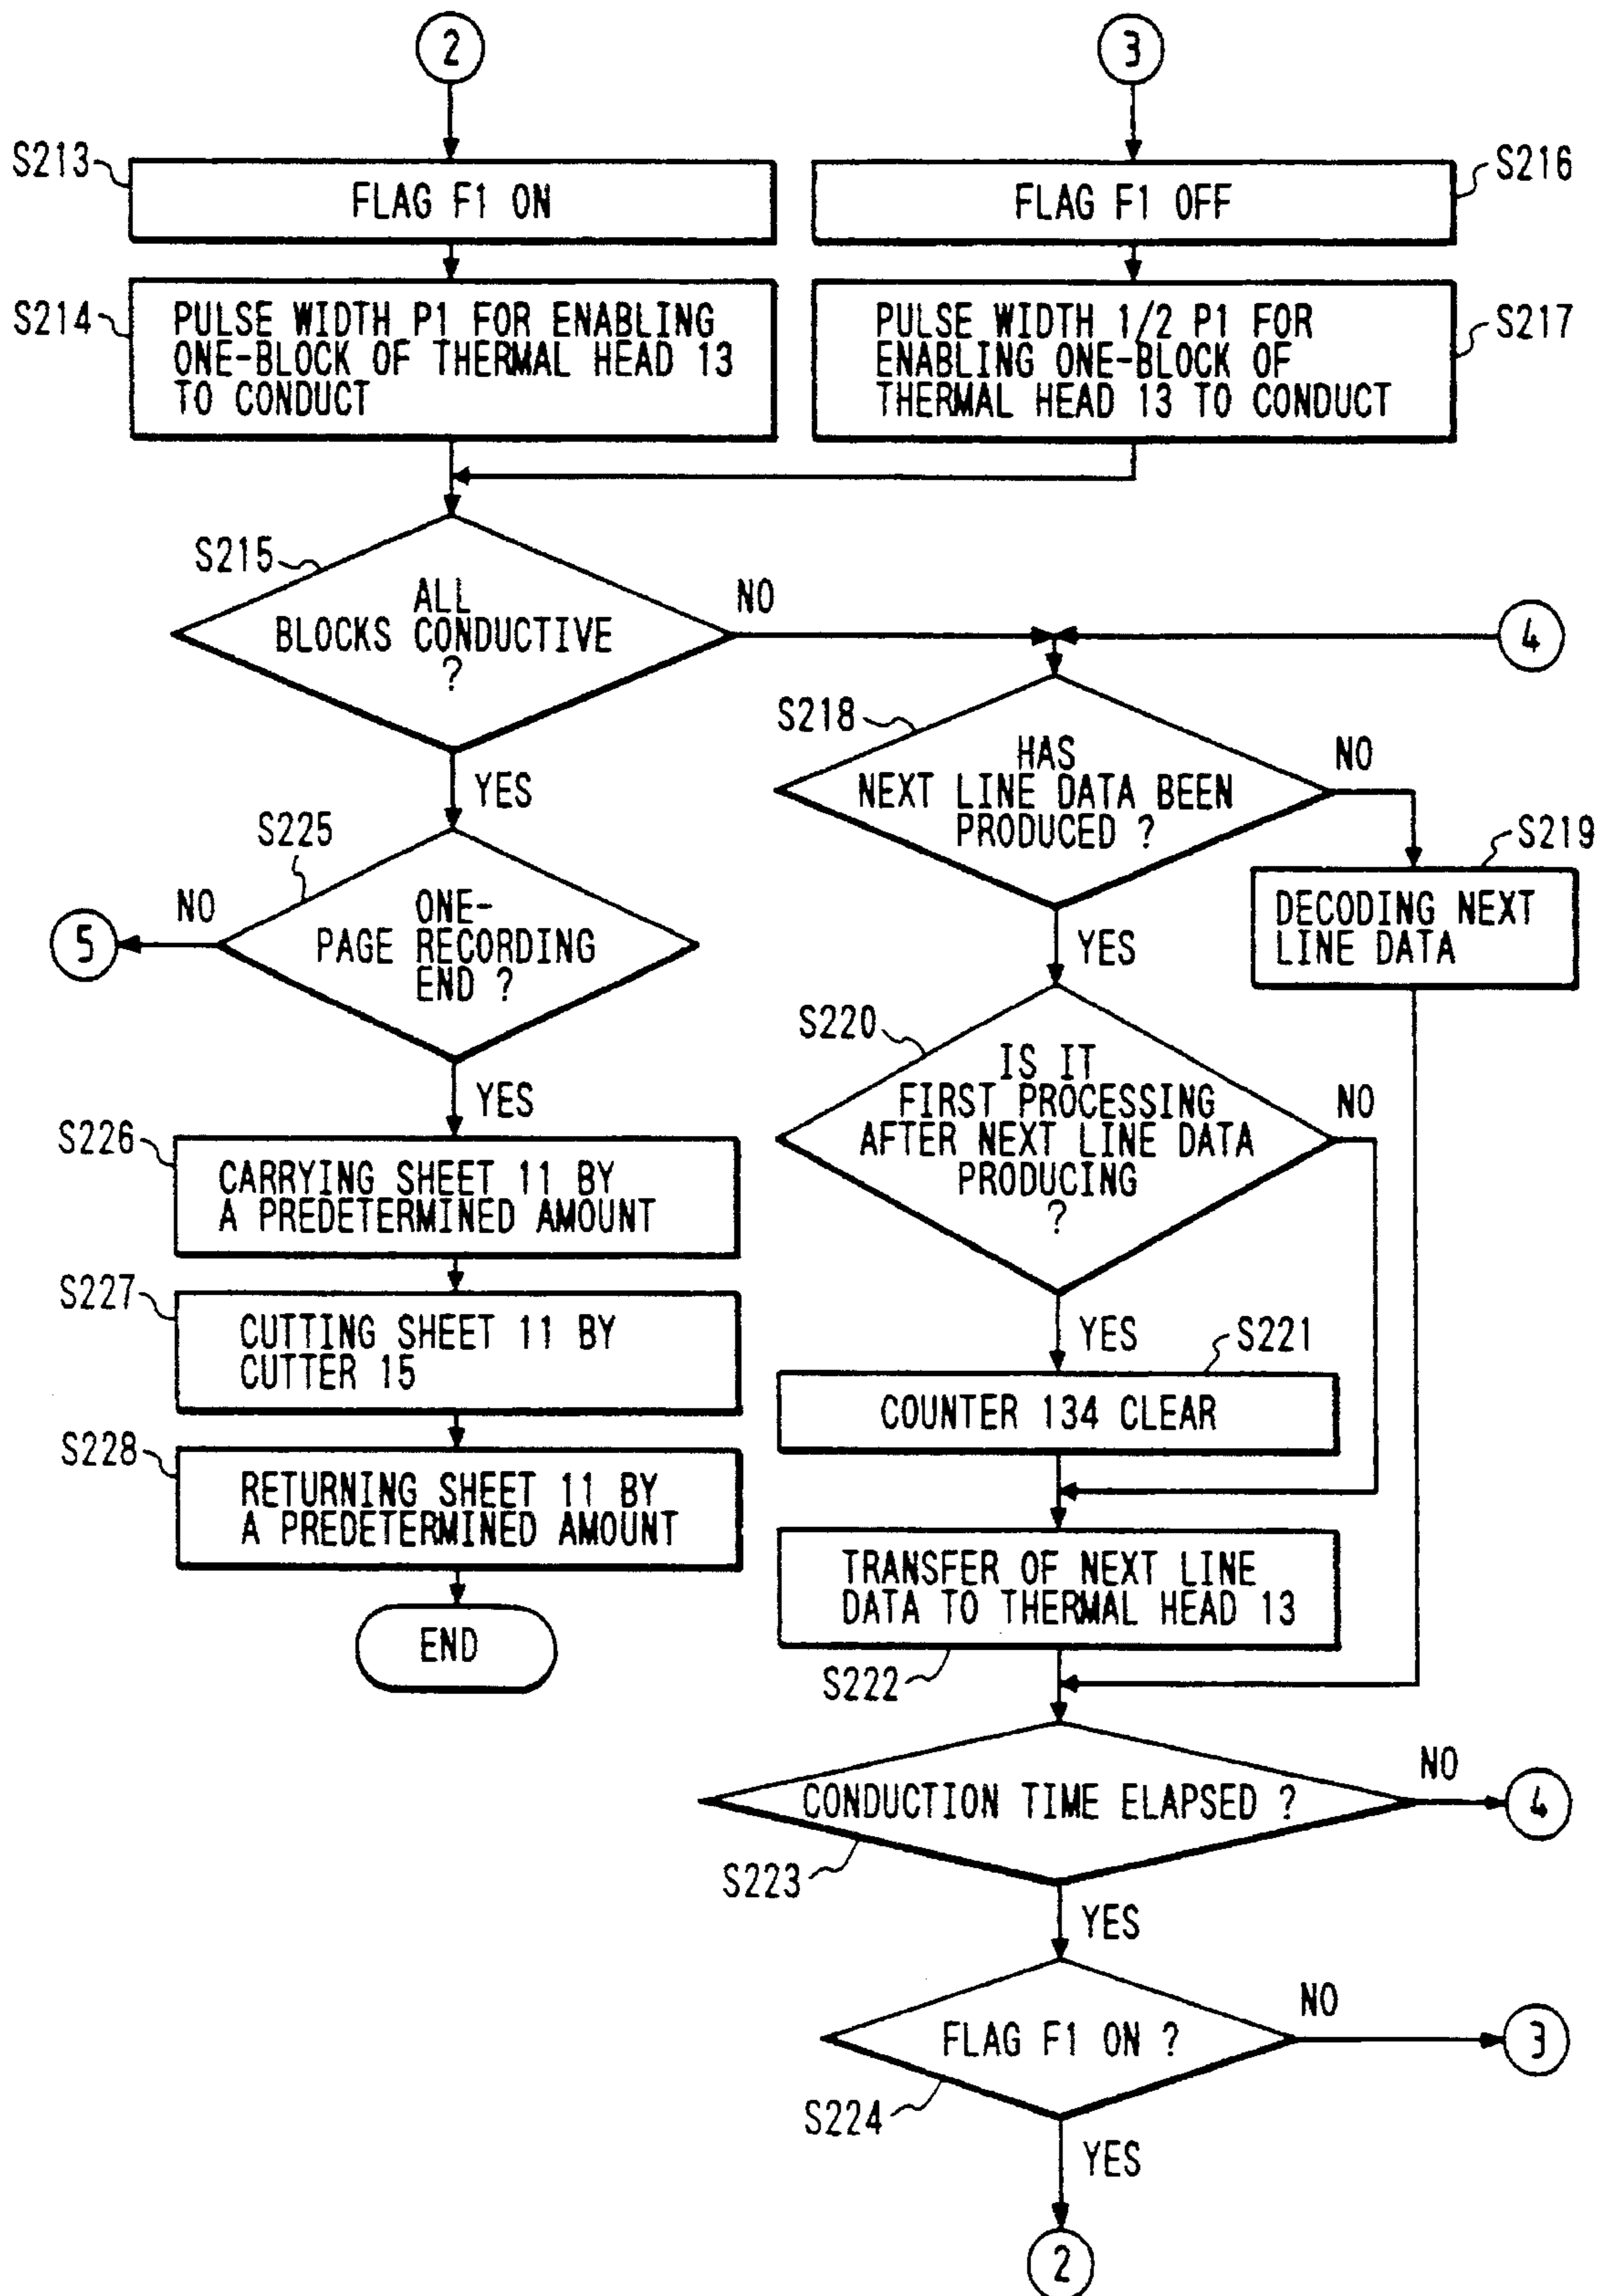 2
3
S213
FLAG F1 ON
S216
FLAG F1 OFF
S214
PULSE WIDTH P1 FOR ENABLING
ONE-BLOCK OF THERMAL HEAD 13
TO CONDUCT
S217
PULSE WIDTH 1/2 P1 FOR
ENABLING ONE-BLOCK OF
THERMAL HEAD 13 TO CONDUCT
S215
ALL
BLOCKS CONDUCTIVE
?
NO
4
YES
S218
HAS
NEXT LINE DATA BEEN
PRODUCED ?
NO
YES
S219
DECODING NEXT
LINE DATA
S225
ONE-
PAGE RECORDING
END ?
NO
5
YES
S220
IS IT
FIRST PROCESSING
AFTER NEXT LINE DATA
PRODUCING
?
NO
YES
S226
CARRYING SHEET 11 BY
A PREDETERMINED AMOUNT
S227
CUTTING SHEET 11 BY
CUTTER 15
S228
RETURNING SHEET 11 BY
A PREDETERMINED AMOUNT
END
S221
COUNTER 134 CLEAR
TRANSFER OF NEXT LINE
DATA TO THERMAL HEAD 13
S222
CONDUCTION TIME ELAPSED ?
NO
4
S223
YES
FLAG F1 ON ?
NO
3
S224
YES
2